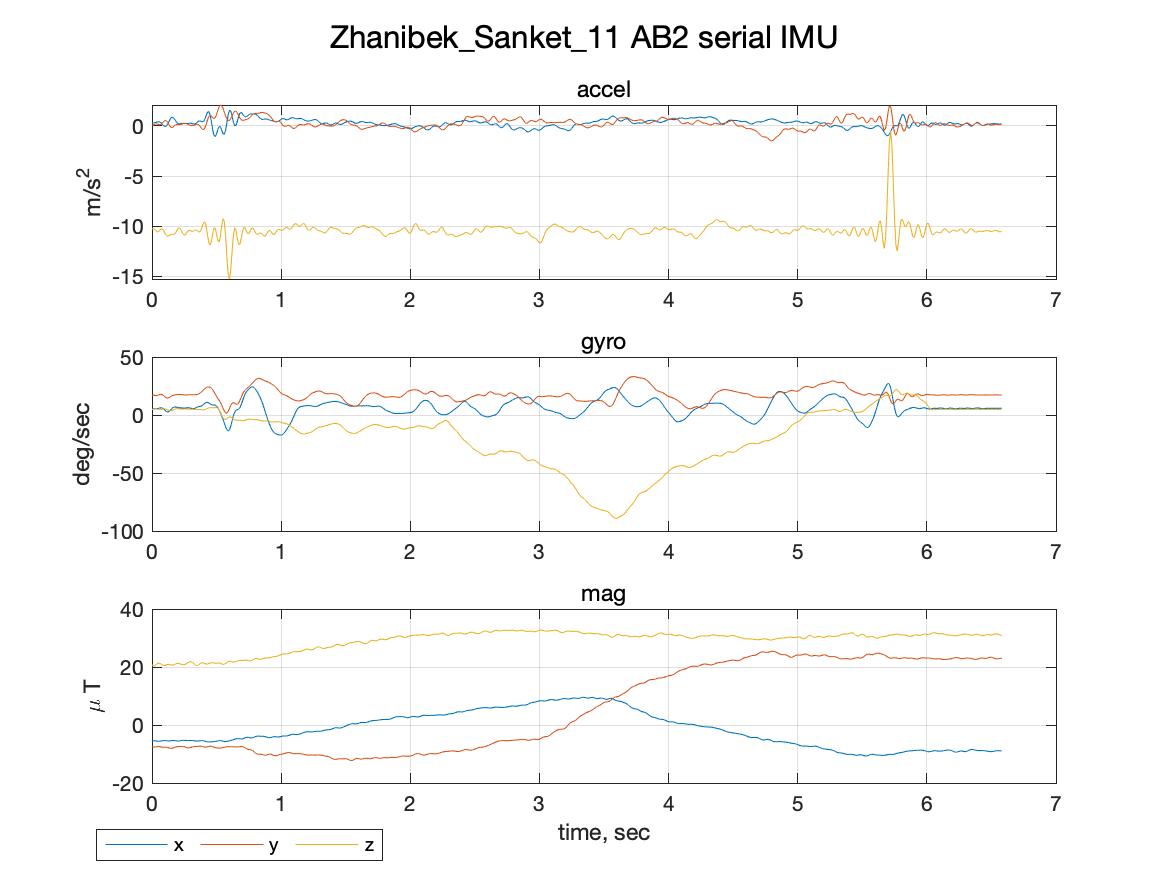 Zhanibek_Sanket_11 AB2 serial IMU
accel
0
-5
-10
-15
m/s²
0 1 2 3 4 5 6 7
gyro
50
0
-50
-100
deg/sec
0 1 2 3 4 5 6 7
mag
40
20
0
-20
μ T
0 1 2 3 4 5 6 7
time, sec
x y z